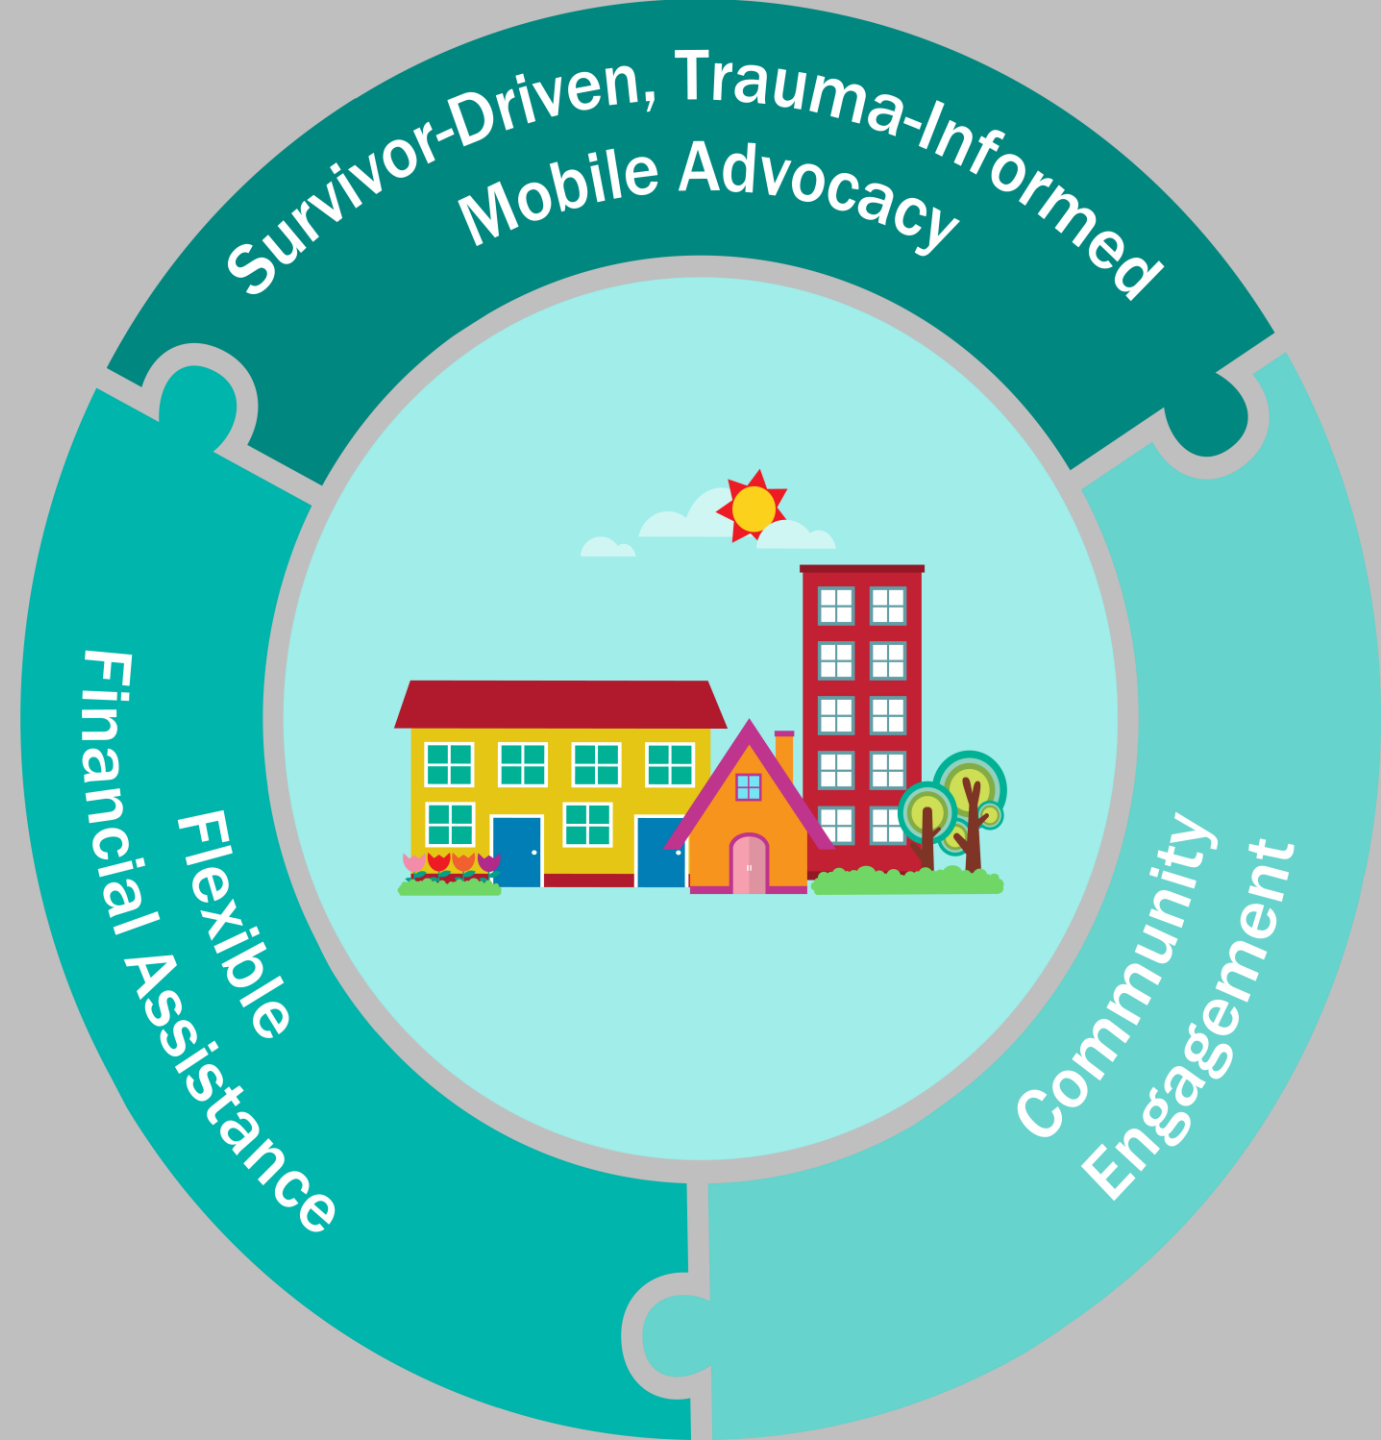 Survivor-Driven, Trauma-Informed
Mobile Advocacy
Flexible
Financial Assistance
Community
Engagement